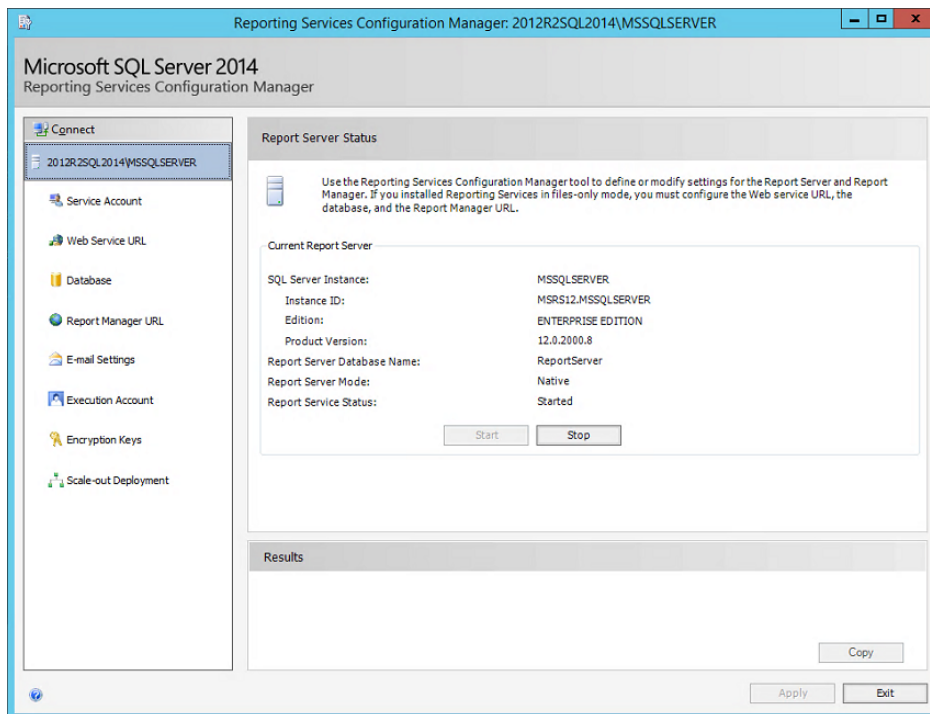 Reporting Services Configuration Manager: 2012R2SQL2014\MSSQLSERVER
Microsoft SQL Server 2014
Reporting Services Configuration Manager
Connect
2012R2SQL2014\MSSQLSERVER
Service Account
Web Service URL
Database
Report Manager URL
E-mail Settings
Execution Account
Encryption Keys
Scale-out Deployment
Report Server Status
Use the Reporting Services Configuration Manager tool to define or modify settings for the Report Server and Report
Manager. If you installed Reporting Services in files-only mode, you must configure the Web service URL, the
database, and the Report Manager URL.
Current Report Server
SQL Server Instance: MSSQLSERVER
Instance ID: MSRS12.MSSQLSERVER
Edition: ENTERPRISE EDITION
Product Version: 12.0.2000.8
Report Server Database Name: ReportServer
Report Server Mode: Native
Report Service Status: Started
Start Stop
Results
Copy
Apply Exit